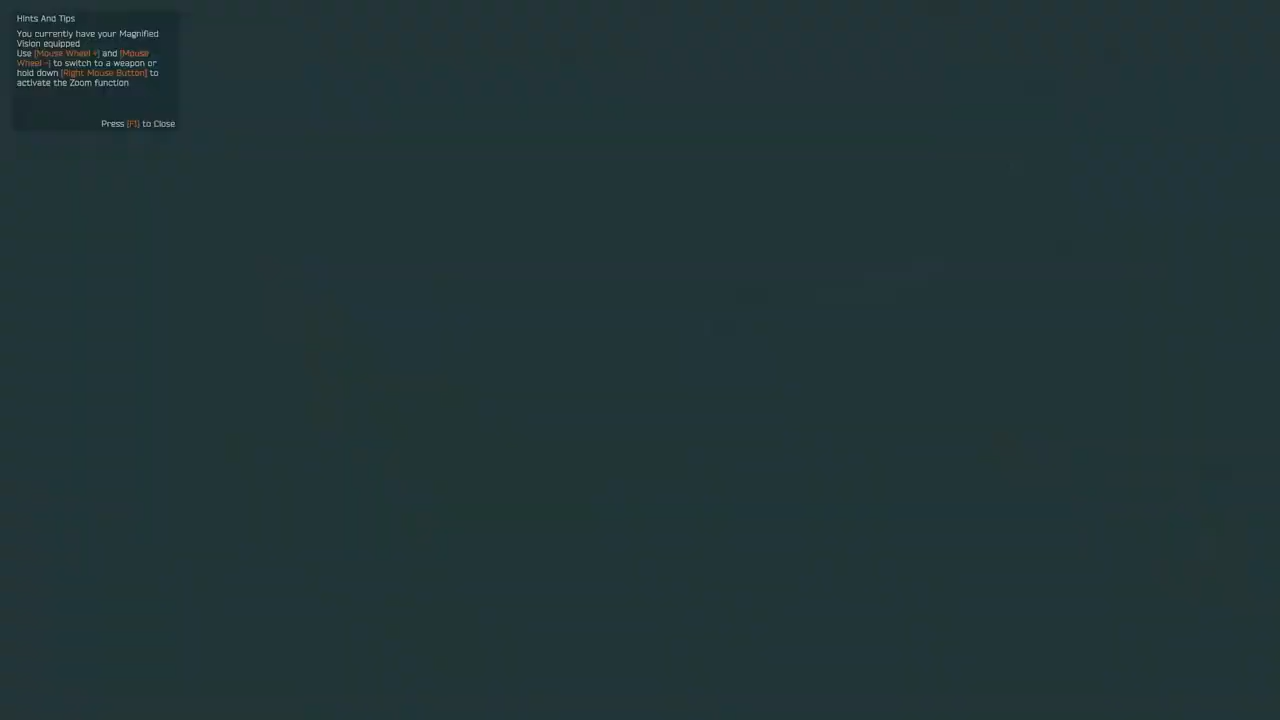 Hints And Tips
You currently have your Magnified
Vision equipped
Use [Mouse Wheel +] and [Mouse
Wheel -] to switch to a weapon or
hold down [Right Mouse Button] to
activate the Zoom function
Press [F1] to Close